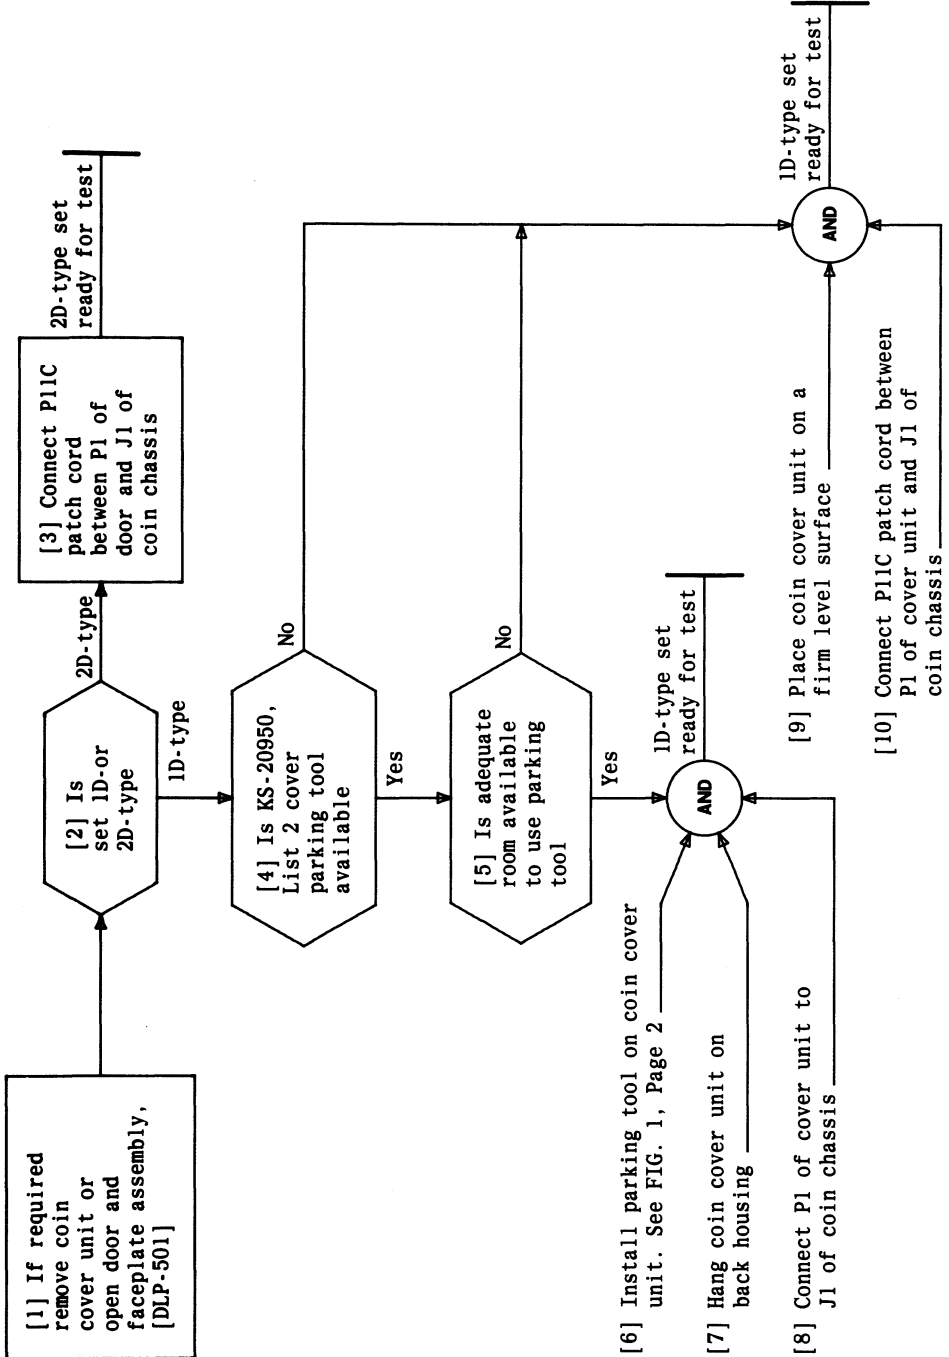 [1] If required
remove coin
cover unit or
open door and
faceplate assembly,
[DLP-501]
[2] Is
set 1D-or
2D-type
2D-type
1D-type
[3] Connect P11C
patch cord
between P1 of
door and J1 of
coin chassis
2D-type set
ready for test
[4] Is KS-20950,
List 2 cover
parking tool
available
No
Yes
[5] Is adequate
room available
to use parking
tool
No
Yes
[6] Install parking tool on coin cover
unit. See FIG. 1, Page 2
[7] Hang coin cover unit on
back housing
[8] Connect P1 of cover unit to
J1 of coin chassis
AND
1D-type set
ready for test
[9] Place coin cover unit on a
firm level surface
[10] Connect P11C patch cord between
P1 of cover unit and J1 of
coin chassis
AND
1D-type set
ready for test